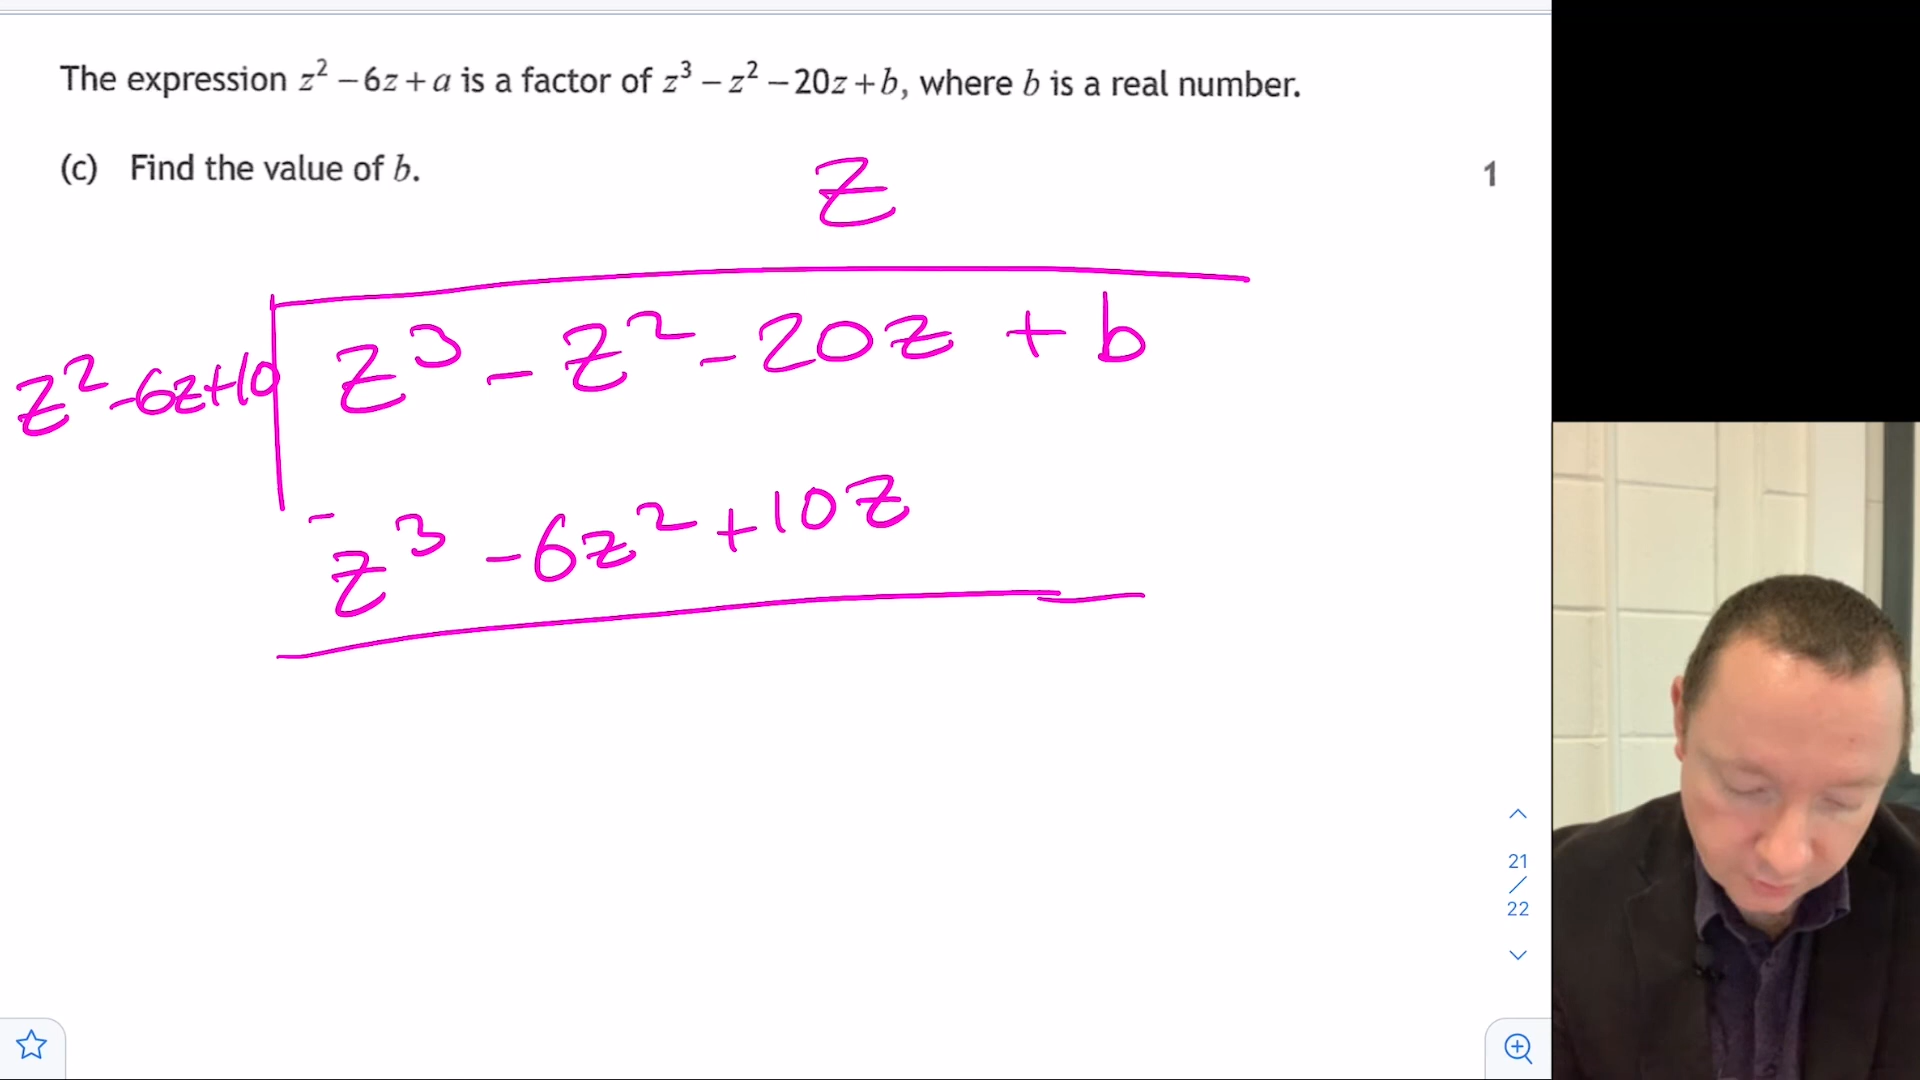 The expression z² – 6z + a is a factor of z³ – z² – 20z + b, where b is a real number.
(c) Find the value of b. 1
z
z² - 6z + 10 z³ - z² - 20z + b
- z³ - 6z² + 10z
21
/
22